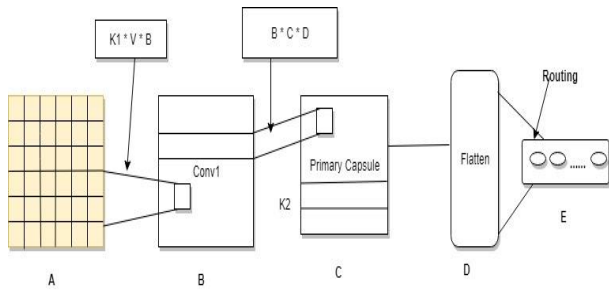 K1 * V * B
B * C * D
Routing
Conv1
Primary Capsule
Flatten
......
K2
A
B
C
D
E